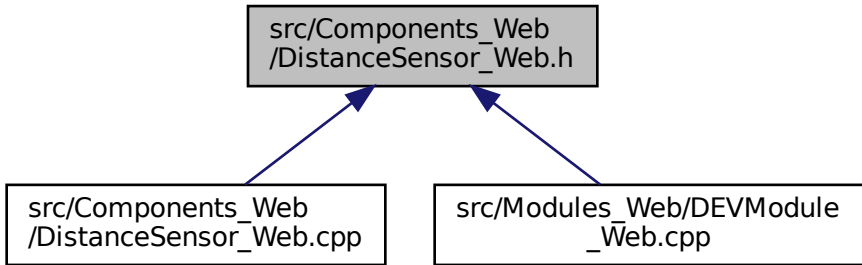 src/Components_Web
/DistanceSensor_Web.h
src/Components_Web
/DistanceSensor_Web.cpp
src/Modules_Web/DEVModule
_Web.cpp